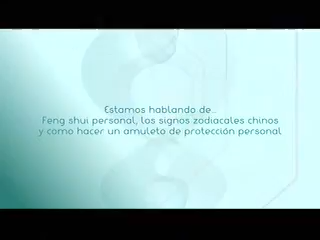 Estamos hablando de...
Feng shui personal, los signos zodiacales chinos
y como hacer un amuleto de protección personal